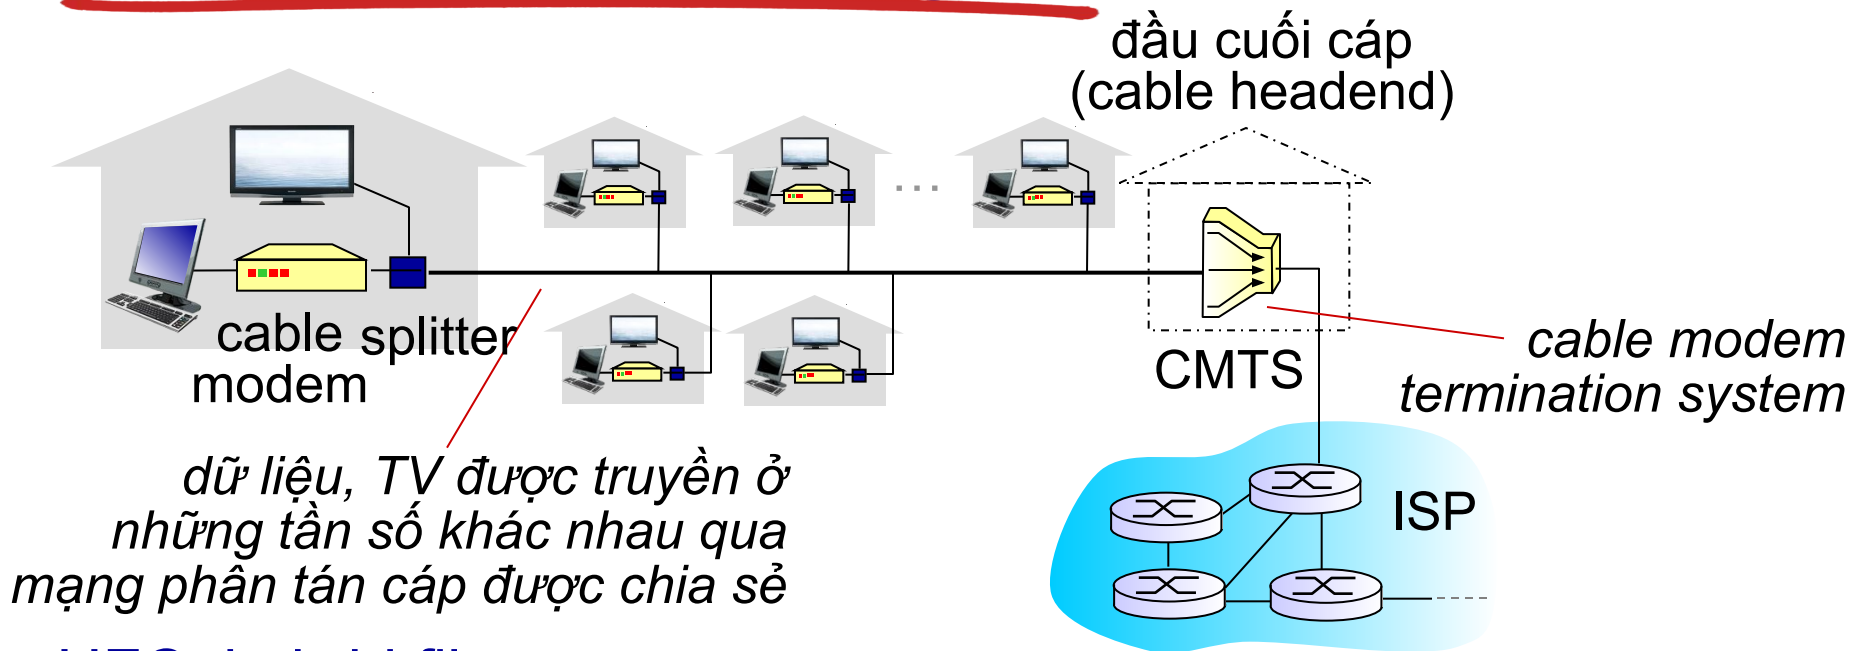 đầu cuối cáp
(cable headend)
…
cable splitter
modem
CMTS
cable modem
termination system
dữ liệu, TV được truyền ở
những tần số khác nhau qua
mạng phân tán cáp được chia sẻ
ISP